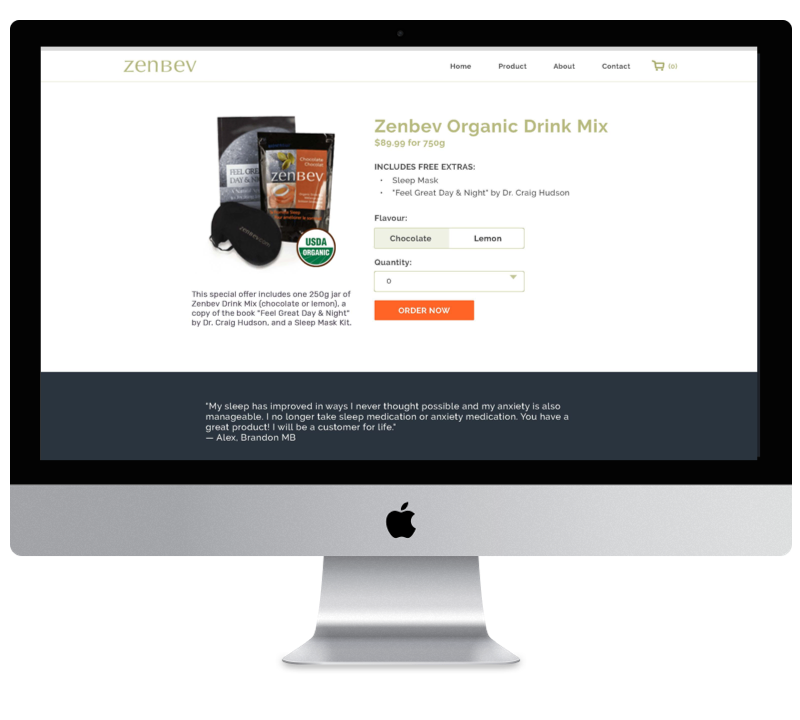 zenbev
Home Product About Contact (0)
Zenbev Organic Drink Mix
$89.99 for 750g
INCLUDES FREE EXTRAS:
• Sleep Mask
• "Feel Great Day & Night" by Dr. Craig Hudson
Flavour:
Chocolate Lemon
Quantity:
0
ORDER NOW
FEEL GREAT
DAY & NIGHT
Chocolate
Chocolat
zenbev
USDA
ORGANIC
This special offer includes one 250g jar of
Zenbev Drink Mix (chocolate or lemon), a
copy of the book "Feel Great Day & Night"
by Dr. Craig Hudson, and a Sleep Mask Kit.
"My sleep has improved in ways I never thought possible and my anxiety is also
manageable. I no longer take sleep medication or anxiety medication. You have a
great product! I will be a customer for life."
— Alex, Brandon MB